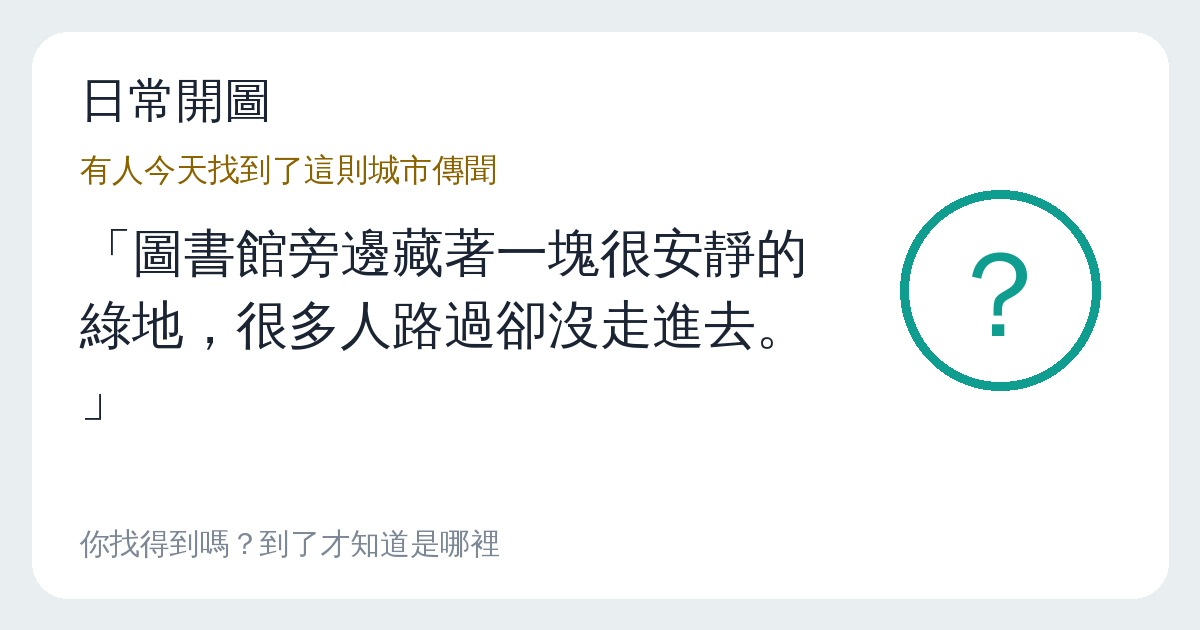 日常開圖
有人今天找到了這則城市傳聞
「圖書館旁邊藏著一塊很安靜的
綠地，很多人路過卻沒走進去。
」
?
你找得到嗎？到了才知道是哪裡